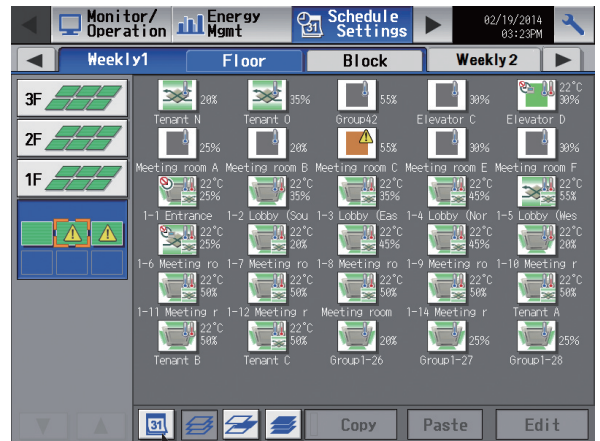 Monitor/ Operation Energy Mgmt 31 Schedule Settings 02/19/2014 03:23PM
Weekly1 Floor Block Weekly2
3F
2F
1F
20% 35% 55% 30% 22°C 30%
Tenant N Tenant O Group42 Elevator C Elevator D
25% 20% 55% 30% 30%
Meeting room A Meeting room B Meeting room C Meeting room E Meeting room F
22°C 25% 22°C 35% 22°C 35% 22°C 45% 22°C 55%
1-1 Entrance 1-2 Lobby (Sou 1-3 Lobby (Eas 1-4 Lobby (Nor 1-5 Lobby (Wes
22°C 25% 22°C 20% 22°C 45% 22°C 45% 22°C 20%
1-6 Meeting ro 1-7 Meeting ro 1-8 Meeting ro 1-9 Meeting ro 1-10 Meeting r
22°C 50% 22°C 50% 22°C 50% 22°C 50% 22°C 50%
1-11 Meeting r 1-12 Meeting r Meeting room 1-14 Meeting r Tenant A
22°C 50% 22°C 50% 20% 25% 25%
Tenant B Tenant C Group1-26 Group1-27 Group1-28
31 Copy Paste Edit